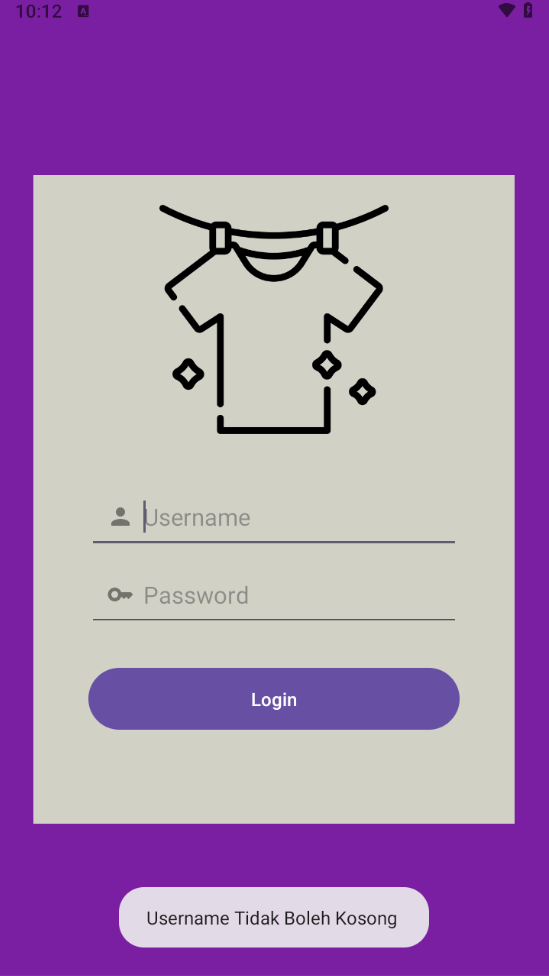 10:12
Username
Password
Login
Username Tidak Boleh Kosong